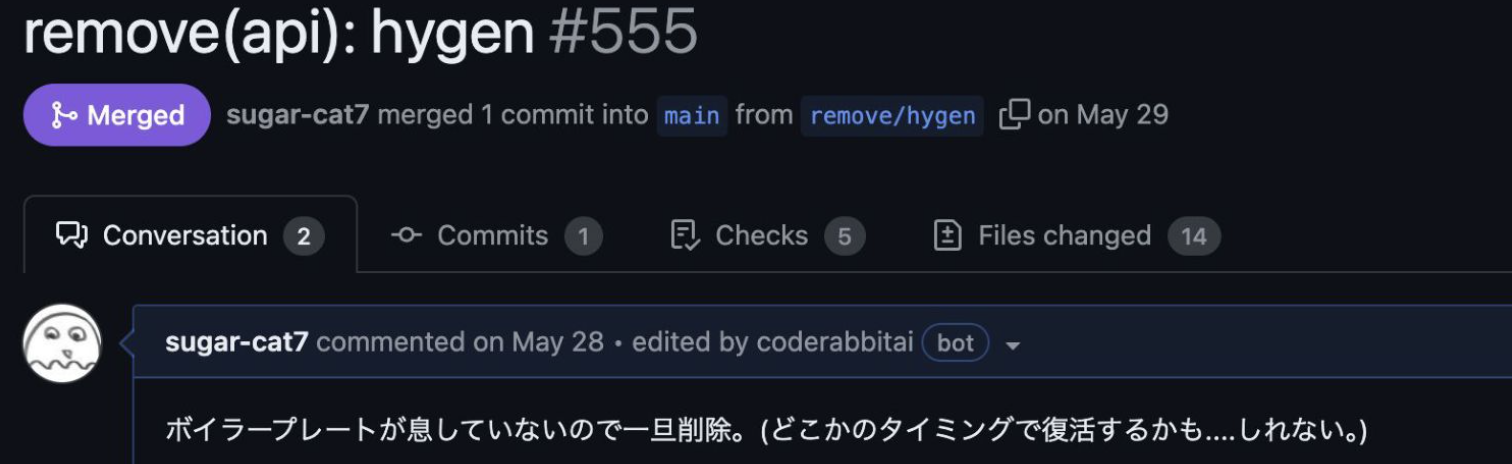 remove(api): hygen #555
Merged sugar-cat7 merged 1 commit into main from remove/hygen on May 29
Conversation 2 Commits 1 Checks 5 Files changed 14
sugar-cat7 commented on May 28 • edited by coderabbitai bot
ボイラープレートが息していないので一旦削除。(どこかのタイミングで復活するかも....しれない。)